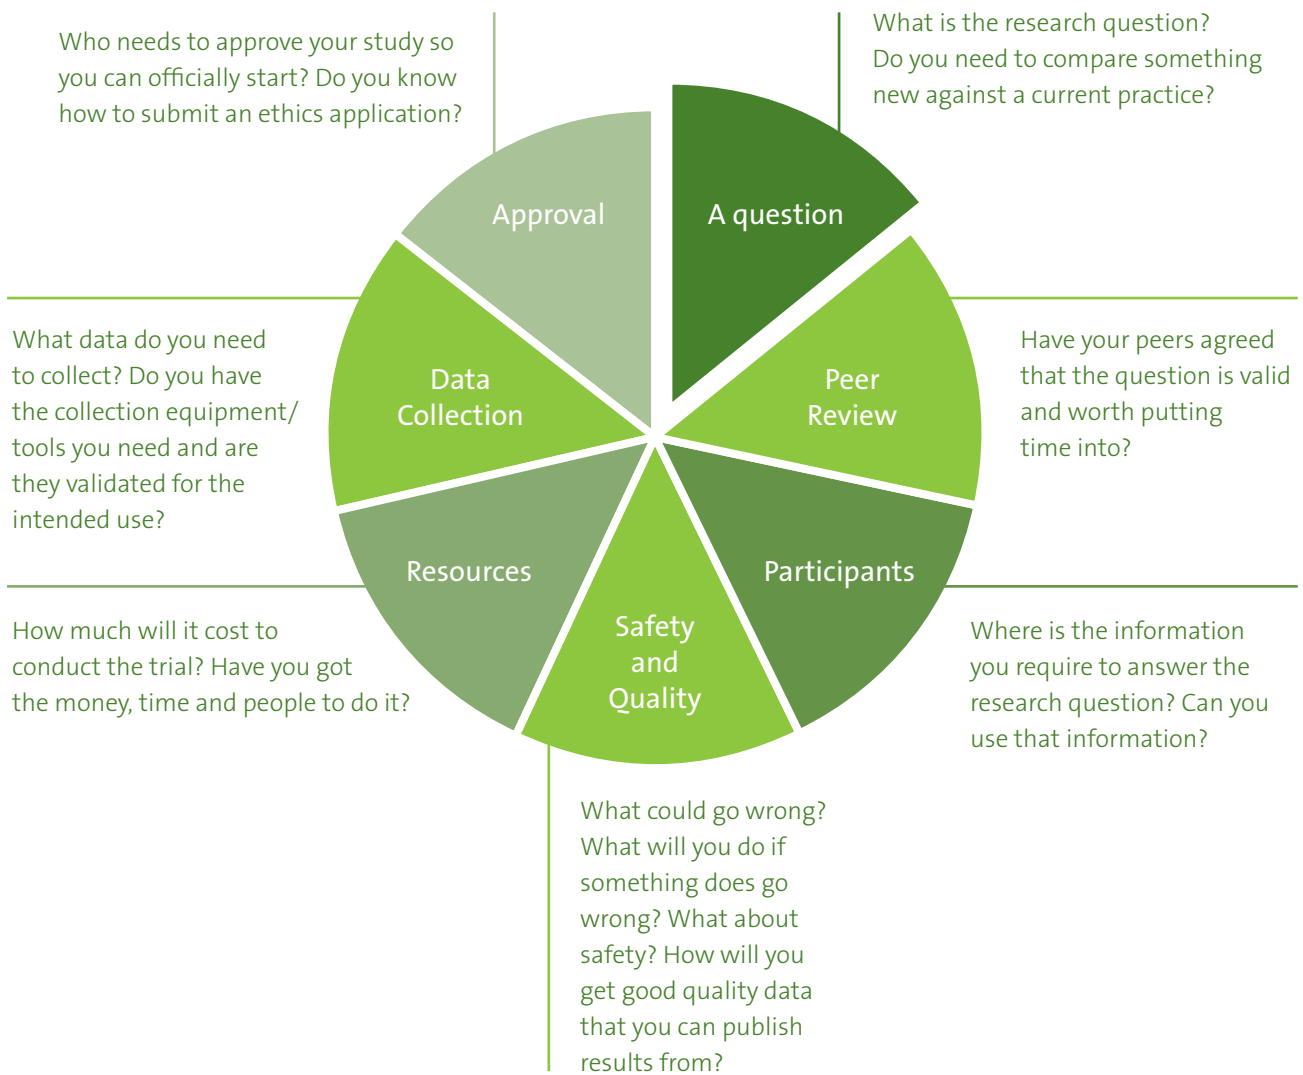 Who needs to approve your study so
you can officially start? Do you know
how to submit an ethics application?
What is the research question?
Do you need to compare something
new against a current practice?
Approval
A question
What data do you need
to collect? Do you have
the collection equipment/
tools you need and are
they validated for the
intended use?
Data
Collection
Peer
Review
Have your peers agreed
that the question is valid
and worth putting
time into?
Resources
Safety
and
Quality
Participants
How much will it cost to
conduct the trial? Have you got
the money, time and people to do it?
Where is the information
you require to answer the
research question? Can you
use that information?
What could go wrong?
What will you do if
something does go
wrong? What about
safety? How will you
get good quality data
that you can publish
results from?